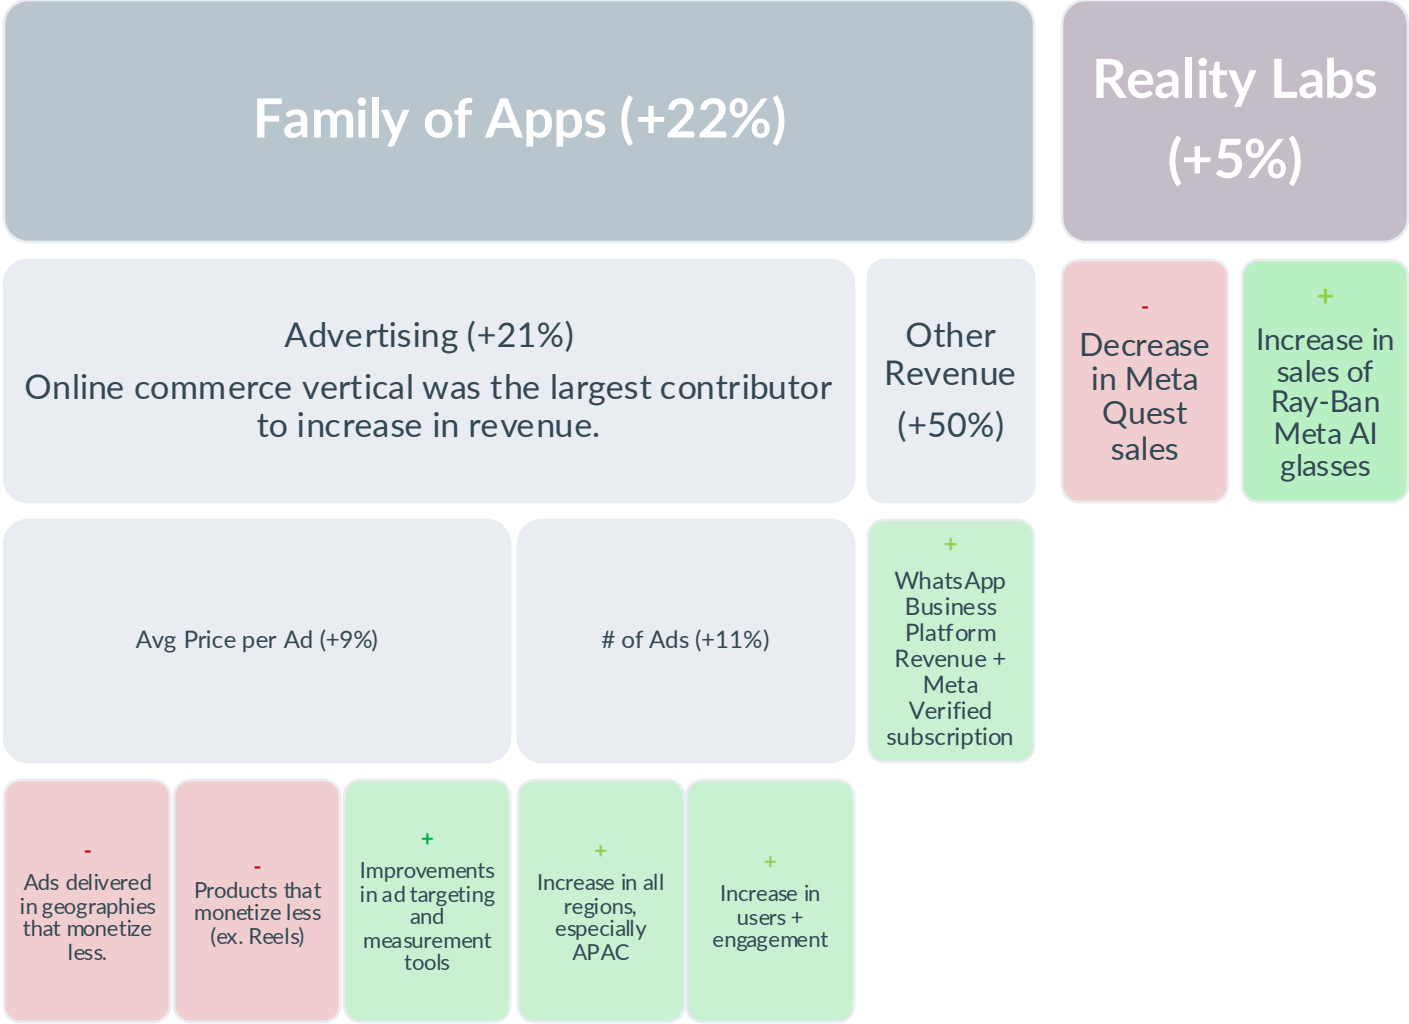 Family of Apps (+22%)
Reality Labs
(+5%)
Advertising (+21%)
Online commerce vertical was the largest contributor
to increase in revenue.
Other
Revenue
(+50%)
-
Decrease
in Meta
Quest
sales
+
Increase in
sales of
Ray-Ban
Meta AI
glasses
Avg Price per Ad (+9%)
# of Ads (+11%)
+
WhatsApp
Business
Platform
Revenue +
Meta
Verified
subscription
-
Ads delivered
in geographies
that monetize
less.
-
Products that
monetize less
(ex. Reels)
+
Improvements
in ad targeting
and
measurement
tools
+
Increase in all
regions,
especially
APAC
+
Increase in
users +
engagement